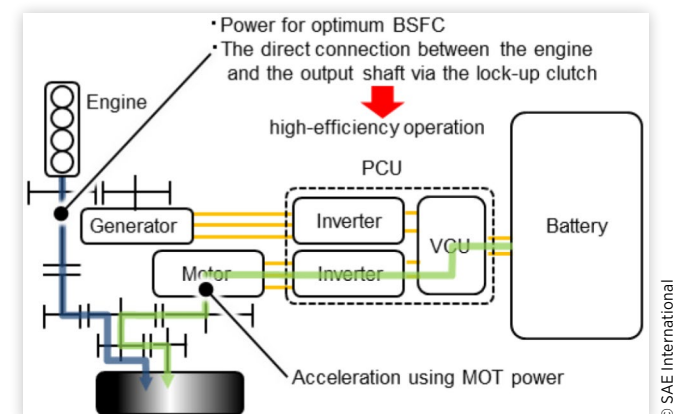 ・Power for optimum BSFC
・The direct connection between the engine
and the output shaft via the lock-up clutch
Engine
high-efficiency operation
PCU
Generator
Inverter
VCU
Battery
Motor
Inverter
Acceleration using MOT power
© SAE International